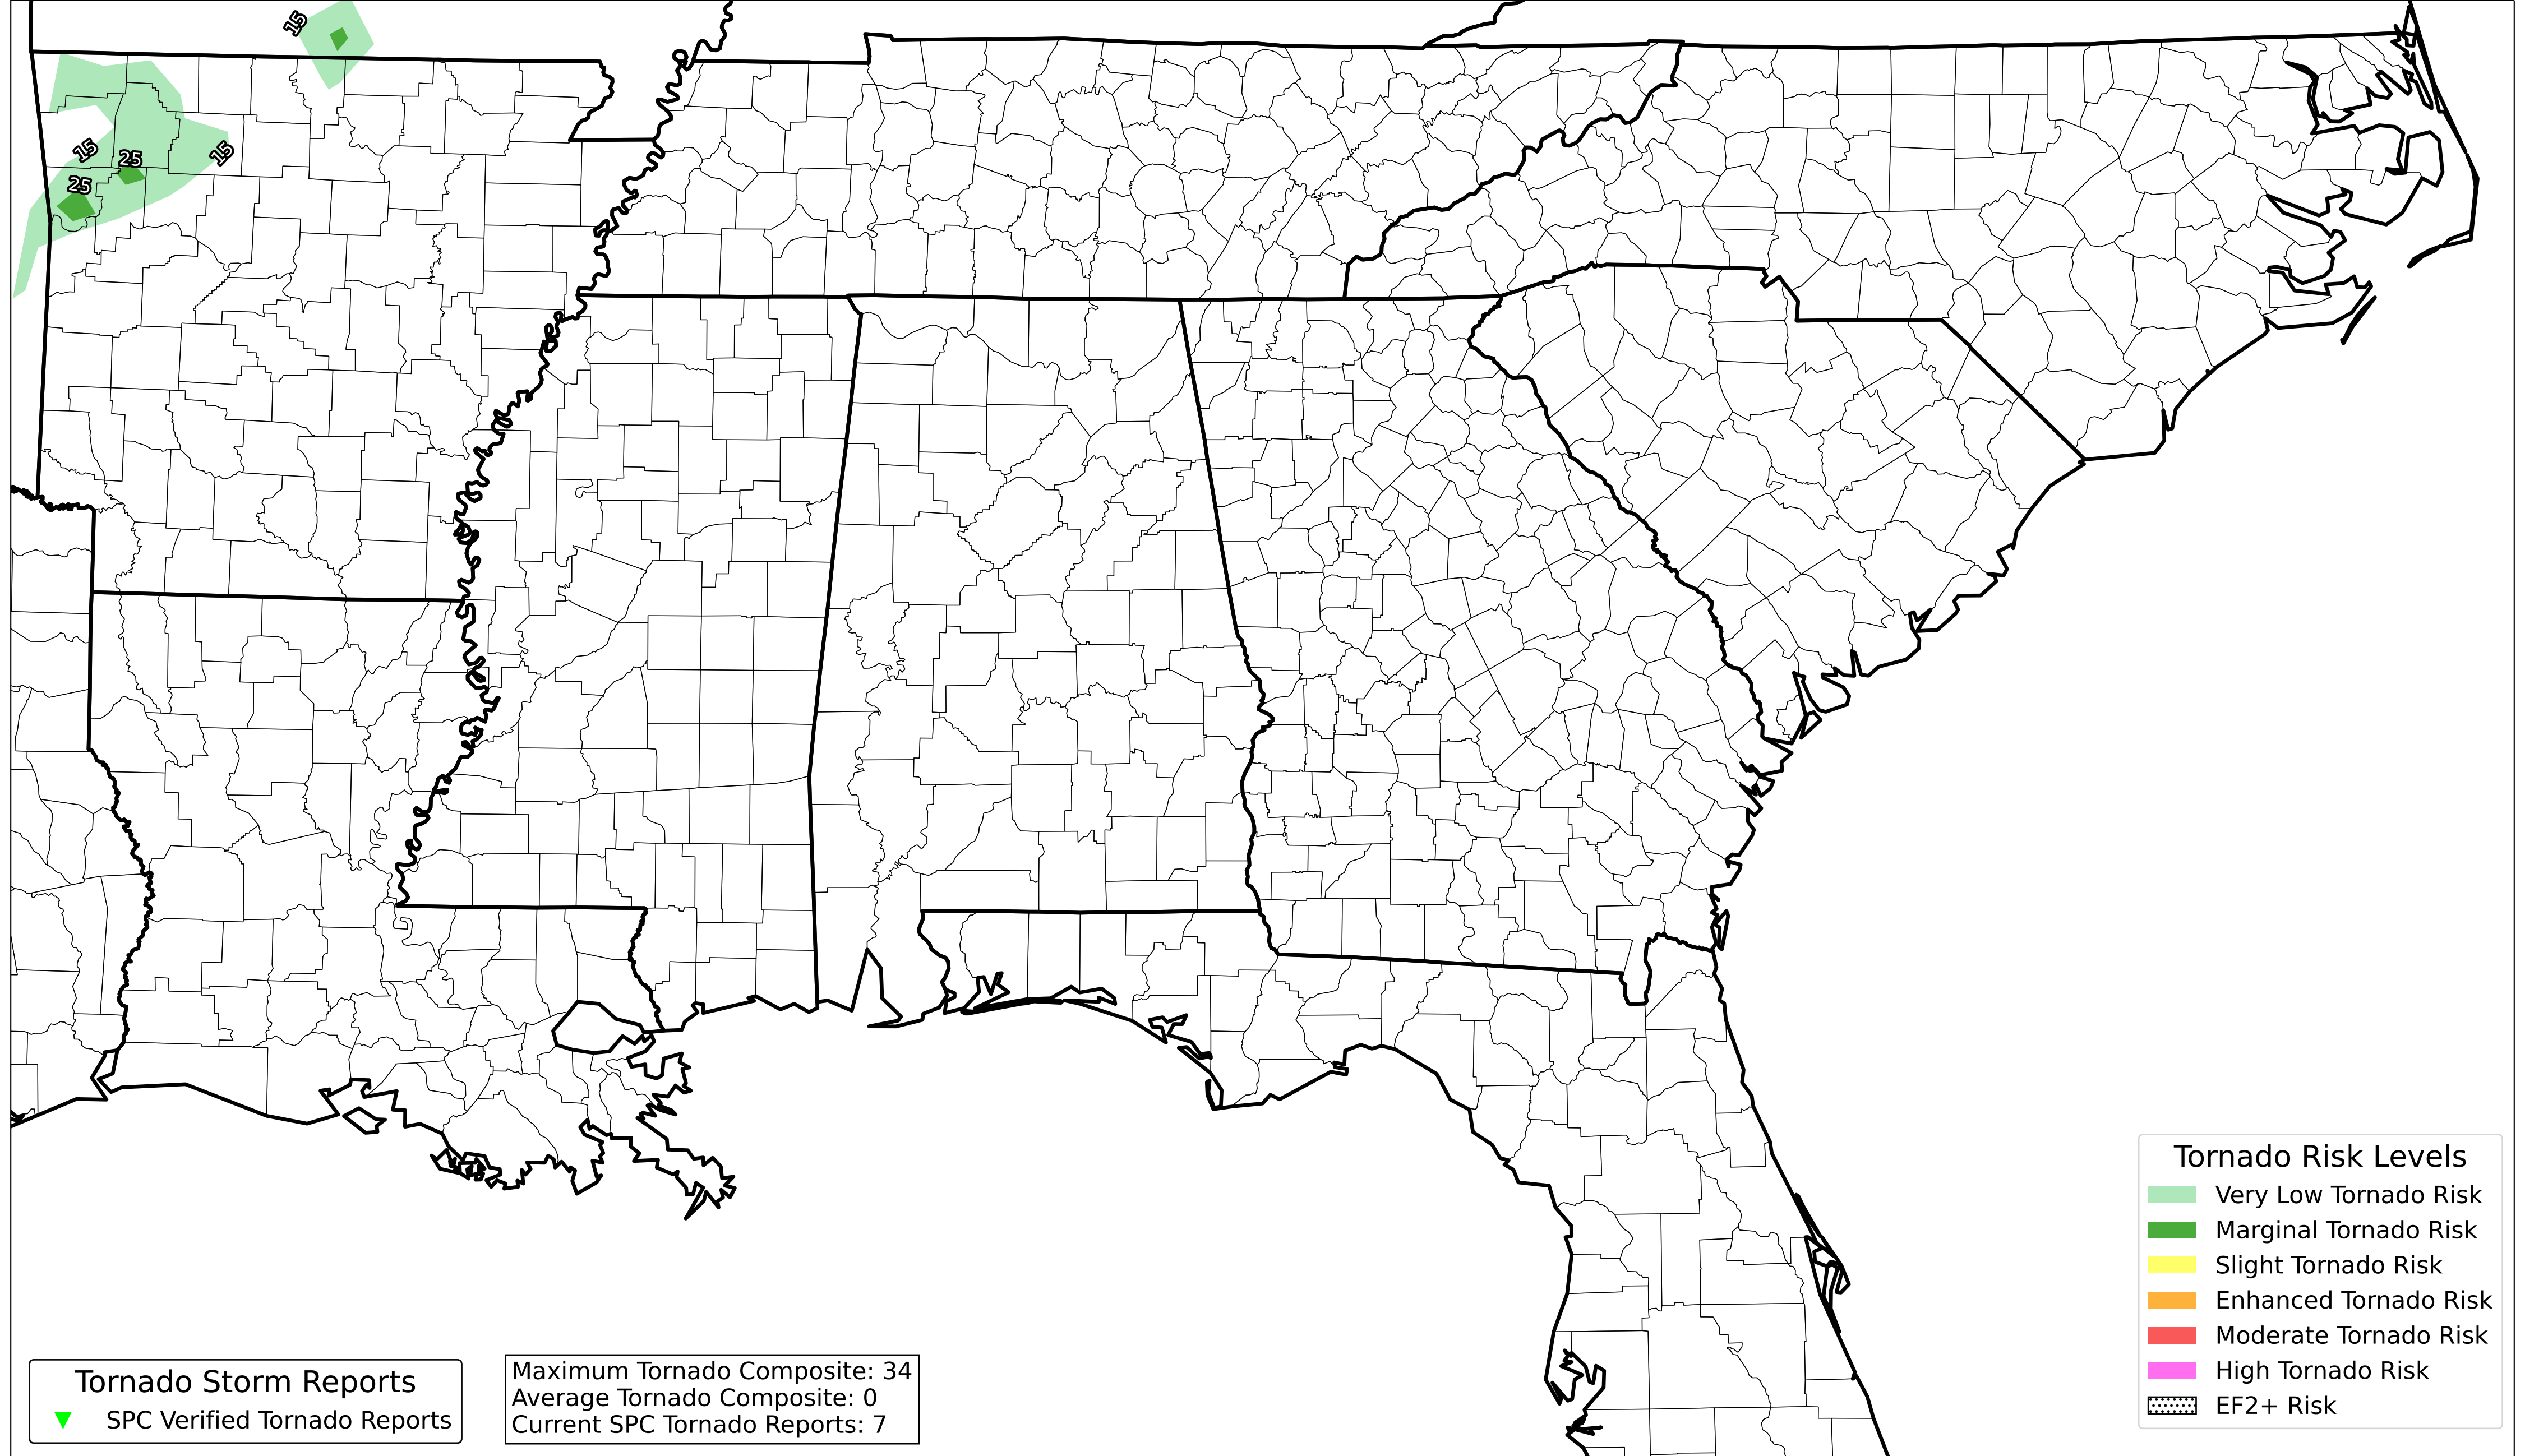 15
15
25
15
25
Tornado Risk Levels
Very Low Tornado Risk
Marginal Tornado Risk
Slight Tornado Risk
Enhanced Tornado Risk
Moderate Tornado Risk
High Tornado Risk
EF2+ Risk
Tornado Storm Reports
SPC Verified Tornado Reports
Maximum Tornado Composite: 34
Average Tornado Composite: 0
Current SPC Tornado Reports: 7